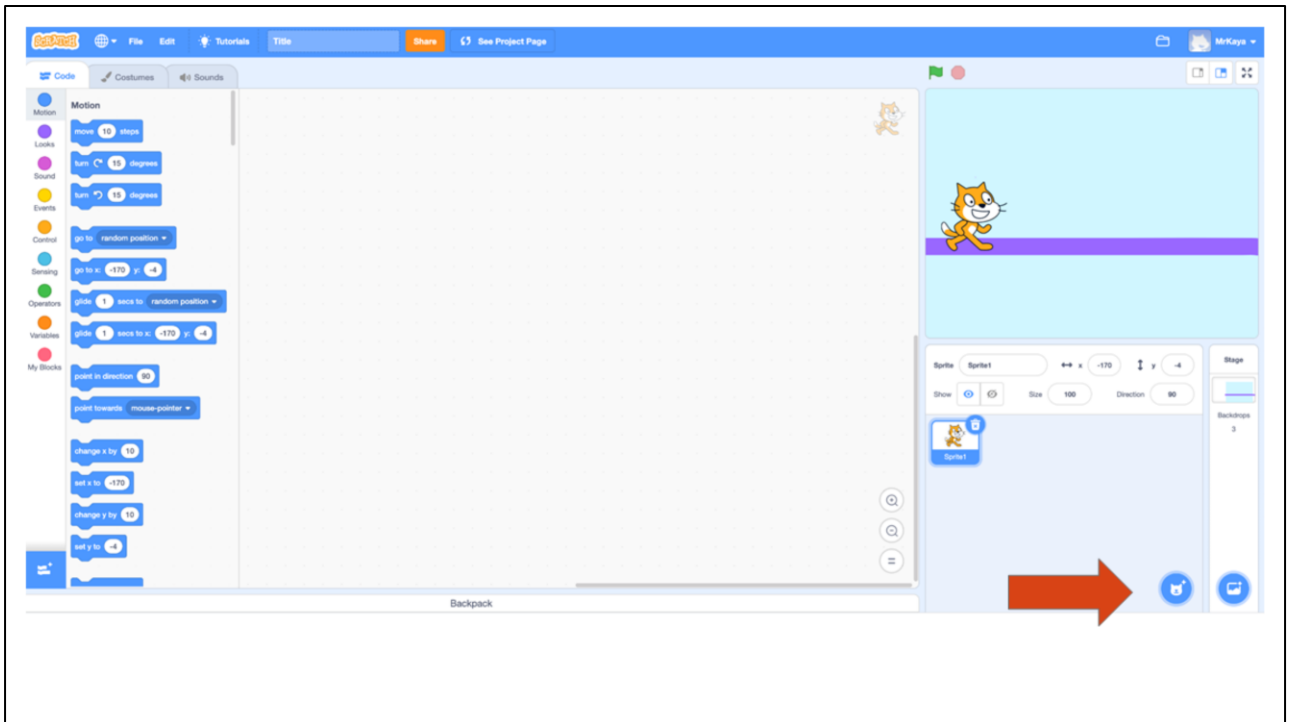 SCRATCH File Edit Tutorials Title Share See Project Page MrKaya
Code Costumes Sounds
Motion
Looks
Sound
Events
Control
Sensing
Operators
Variables
My Blocks
Motion
move 10 steps
turn 15 degrees
turn 15 degrees
go to random position
go to x: -170 y: -4
glide 1 secs to random position
glide 1 secs to x: -170 y: -4
point in direction 90
point towards mouse-pointer
change x by 10
set x to -170
change y by 10
set y to -4
Backpack
Sprite Sprite1 x -170 y -4
Show Size 100 Direction 90
Sprite1
Stage
Backdrops
3